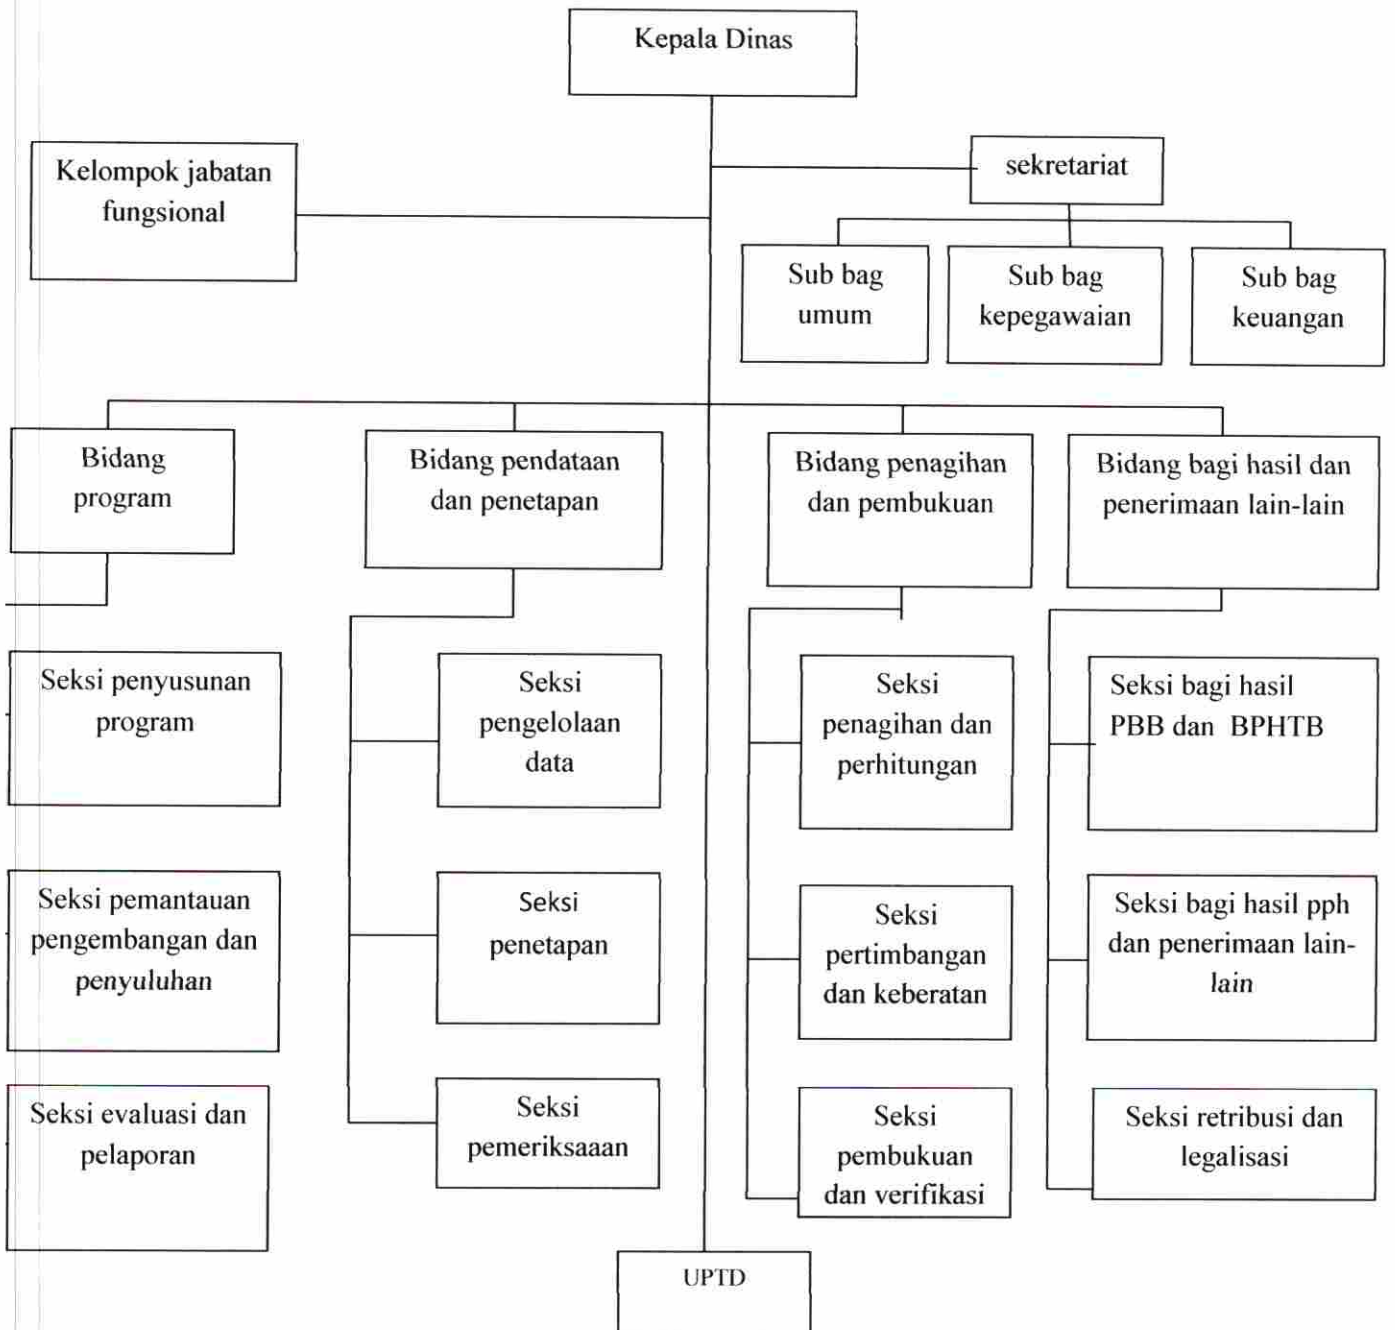 Kepala Dinas
Kelompok jabatan
fungsional
sekretariat
Sub bag
umum
Sub bag
kepegawaian
Sub bag
keuangan
Bidang
program
Bidang pendataan
dan penetapan
Bidang penagihan
dan pembukuan
Bidang bagi hasil dan
penerimaan lain-lain
Seksi penyusunan
program
Seksi
pengelolaan
data
Seksi
penagihan dan
perhitungan
Seksi bagi hasil
PBB dan BPHTB
Seksi pemantauan
pengembangan dan
penyuluhan
Seksi
penetapan
Seksi
pertimbangan
dan keberatan
Seksi bagi hasil pph
dan penerimaan lain-
lain
Seksi evaluasi dan
pelaporan
Seksi
pemeriksaaan
Seksi
pembukuan
dan verifikasi
Seksi retribusi dan
legalisasi
UPTD